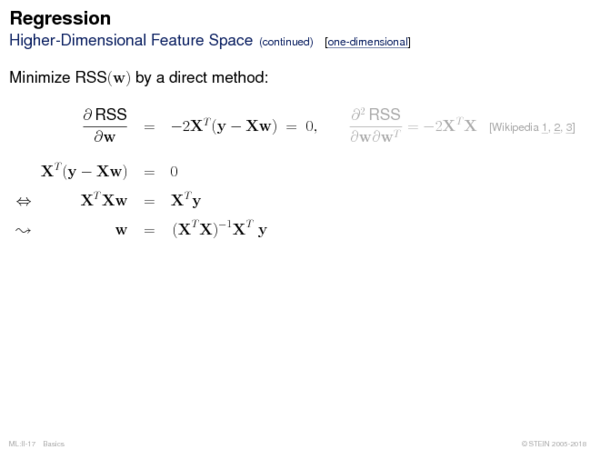 Regression
Higher-Dimensional Feature Space (continued) [one-dimensional]
Minimize RSS(w) by a direct method:
∂ RSS / ∂w = −2X^T(y − Xw) = 0, ∂² RSS / ∂w∂w^T = −2X^T X [Wikipedia 1, 2, 3]
X^T(y − Xw) = 0
⇔ X^T Xw = X^T y
⇝ w = (X^T X)^−1 X^T y
ML:II-17 Basics © STEIN 2005-2018